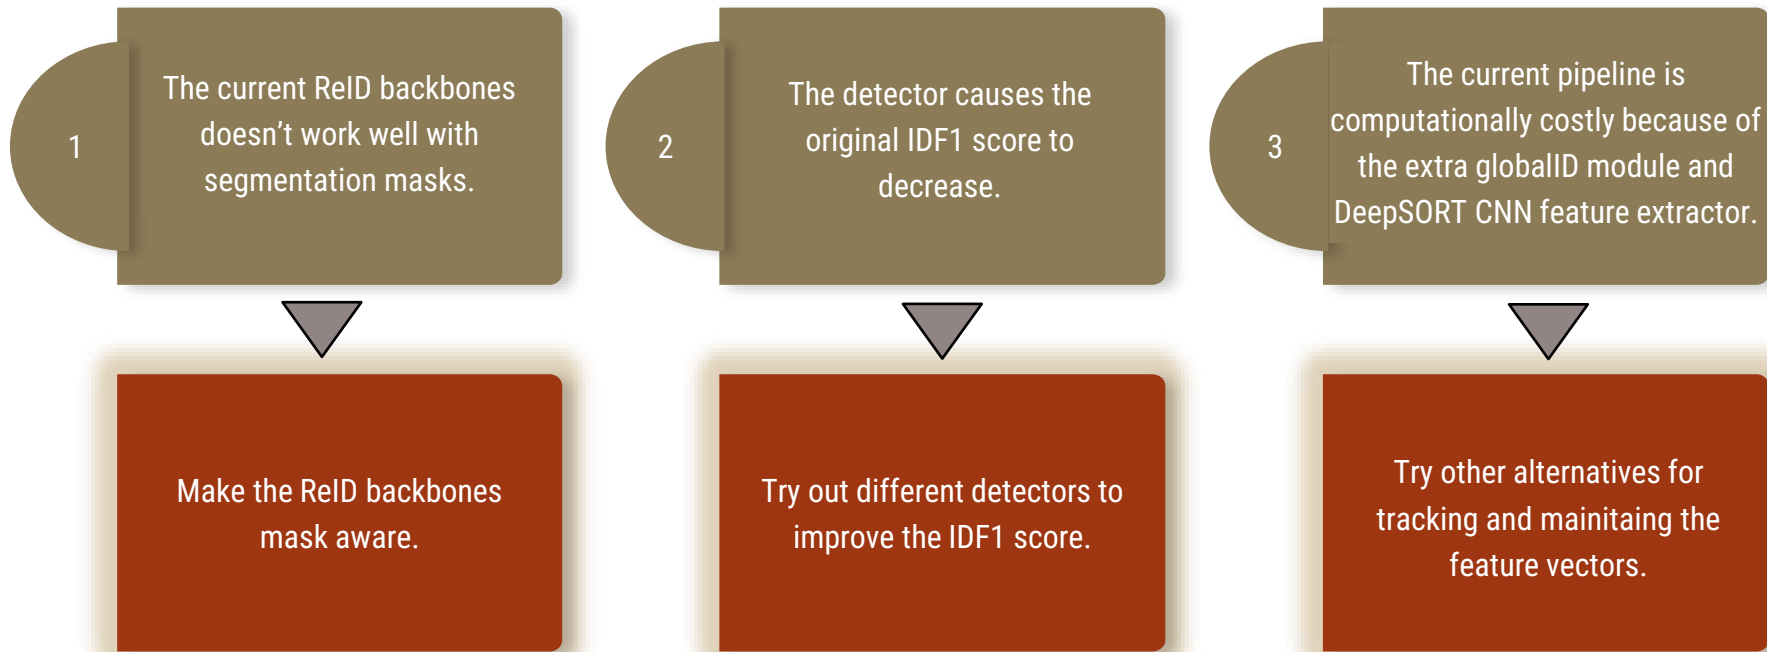 1
The current ReID backbones
doesn't work well with
segmentation masks.
2
The detector causes the
original IDF1 score to
decrease.
3
The current pipeline is
computationally costly because of
the extra globalID module and
DeepSORT CNN feature extractor.
Make the ReID backbones
mask aware.
Try out different detectors to
improve the IDF1 score.
Try other alternatives for
tracking and mainitaing the
feature vectors.